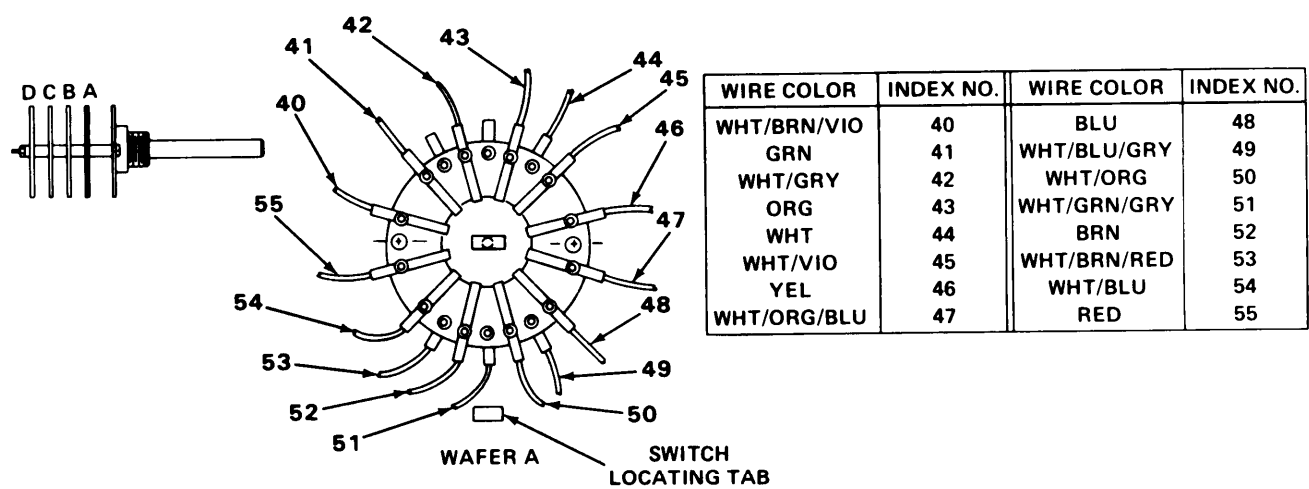 D C B A
40
41
42
43
44
45
46
47
48
49
50
51
52
53
54
55
WAFER A
SWITCH
LOCATING TAB
WIRE COLOR INDEX NO. WIRE COLOR INDEX NO.
WHT/BRN/VIO 40 BLU 48
GRN 41 WHT/BLU/GRY 49
WHT/GRY 42 WHT/ORG 50
ORG 43 WHT/GRN/GRY 51
WHT 44 BRN 52
WHT/VIO 45 WHT/BRN/RED 53
YEL 46 WHT/BLU 54
WHT/ORG/BLU 47 RED 55